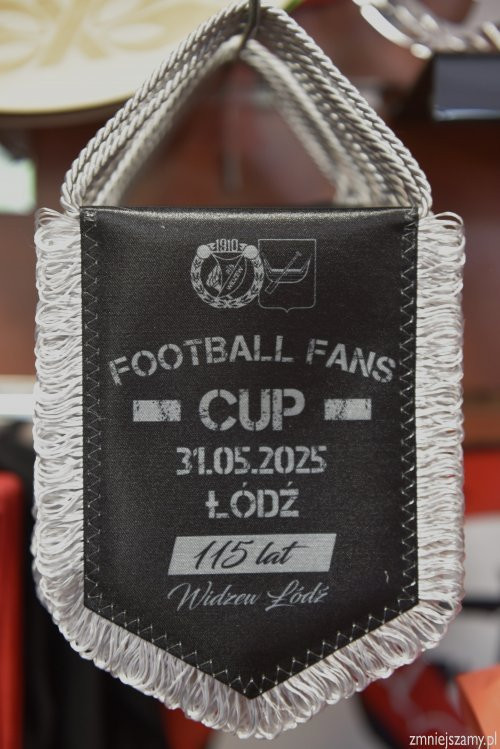 1910
FOOTBALL FANS
CUP
31.05.2025
ŁÓDŹ
115 lat
Widzew Łódź
zmniejszamy.pl